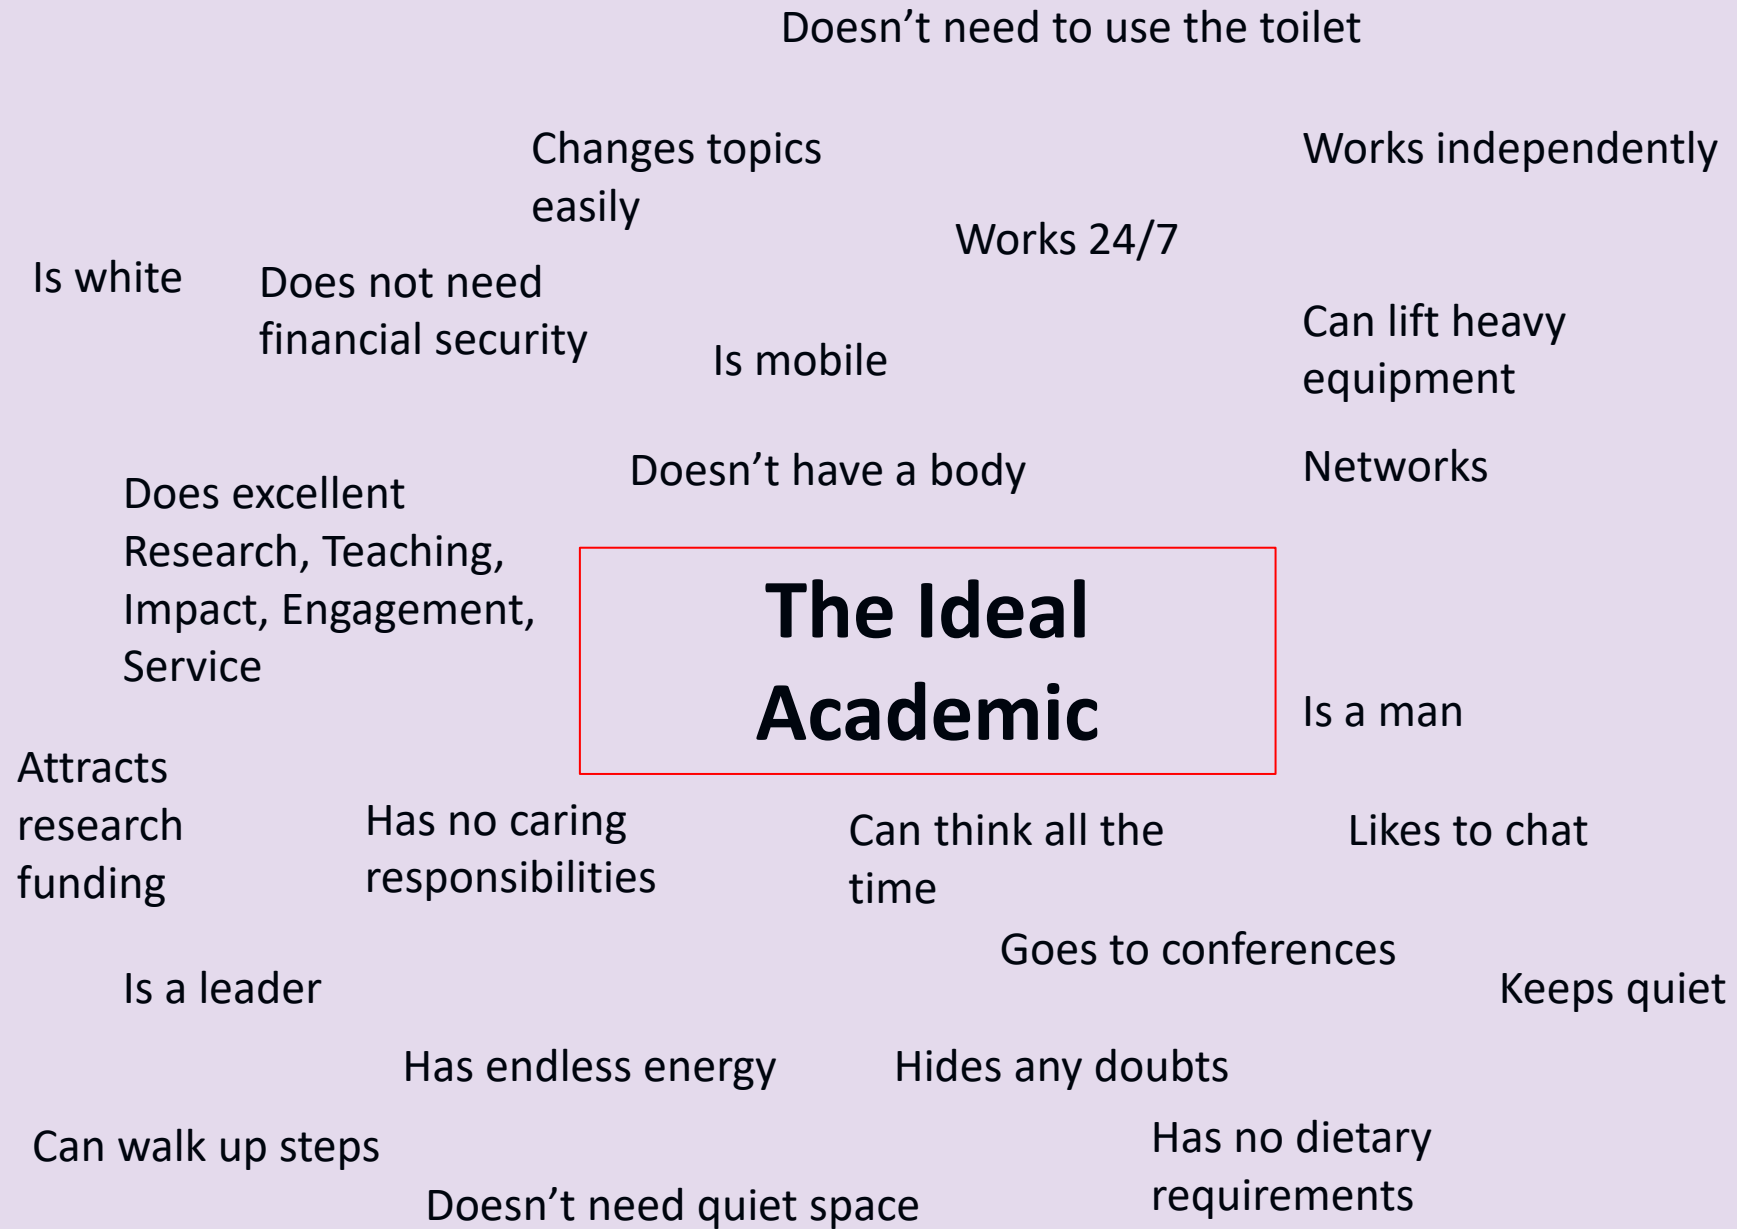 Doesn’t need to use the toilet
Changes topics
easily
Works independently
Works 24/7
Is white
Does not need
financial security
Can lift heavy
equipment
Is mobile
Doesn’t have a body
Networks
Does excellent
Research, Teaching,
Impact, Engagement,
Service
The Ideal
Academic
Is a man
Attracts
research
funding
Has no caring
responsibilities
Can think all the
time
Likes to chat
Goes to conferences
Is a leader
Keeps quiet
Has endless energy
Hides any doubts
Can walk up steps
Has no dietary
requirements
Doesn’t need quiet space